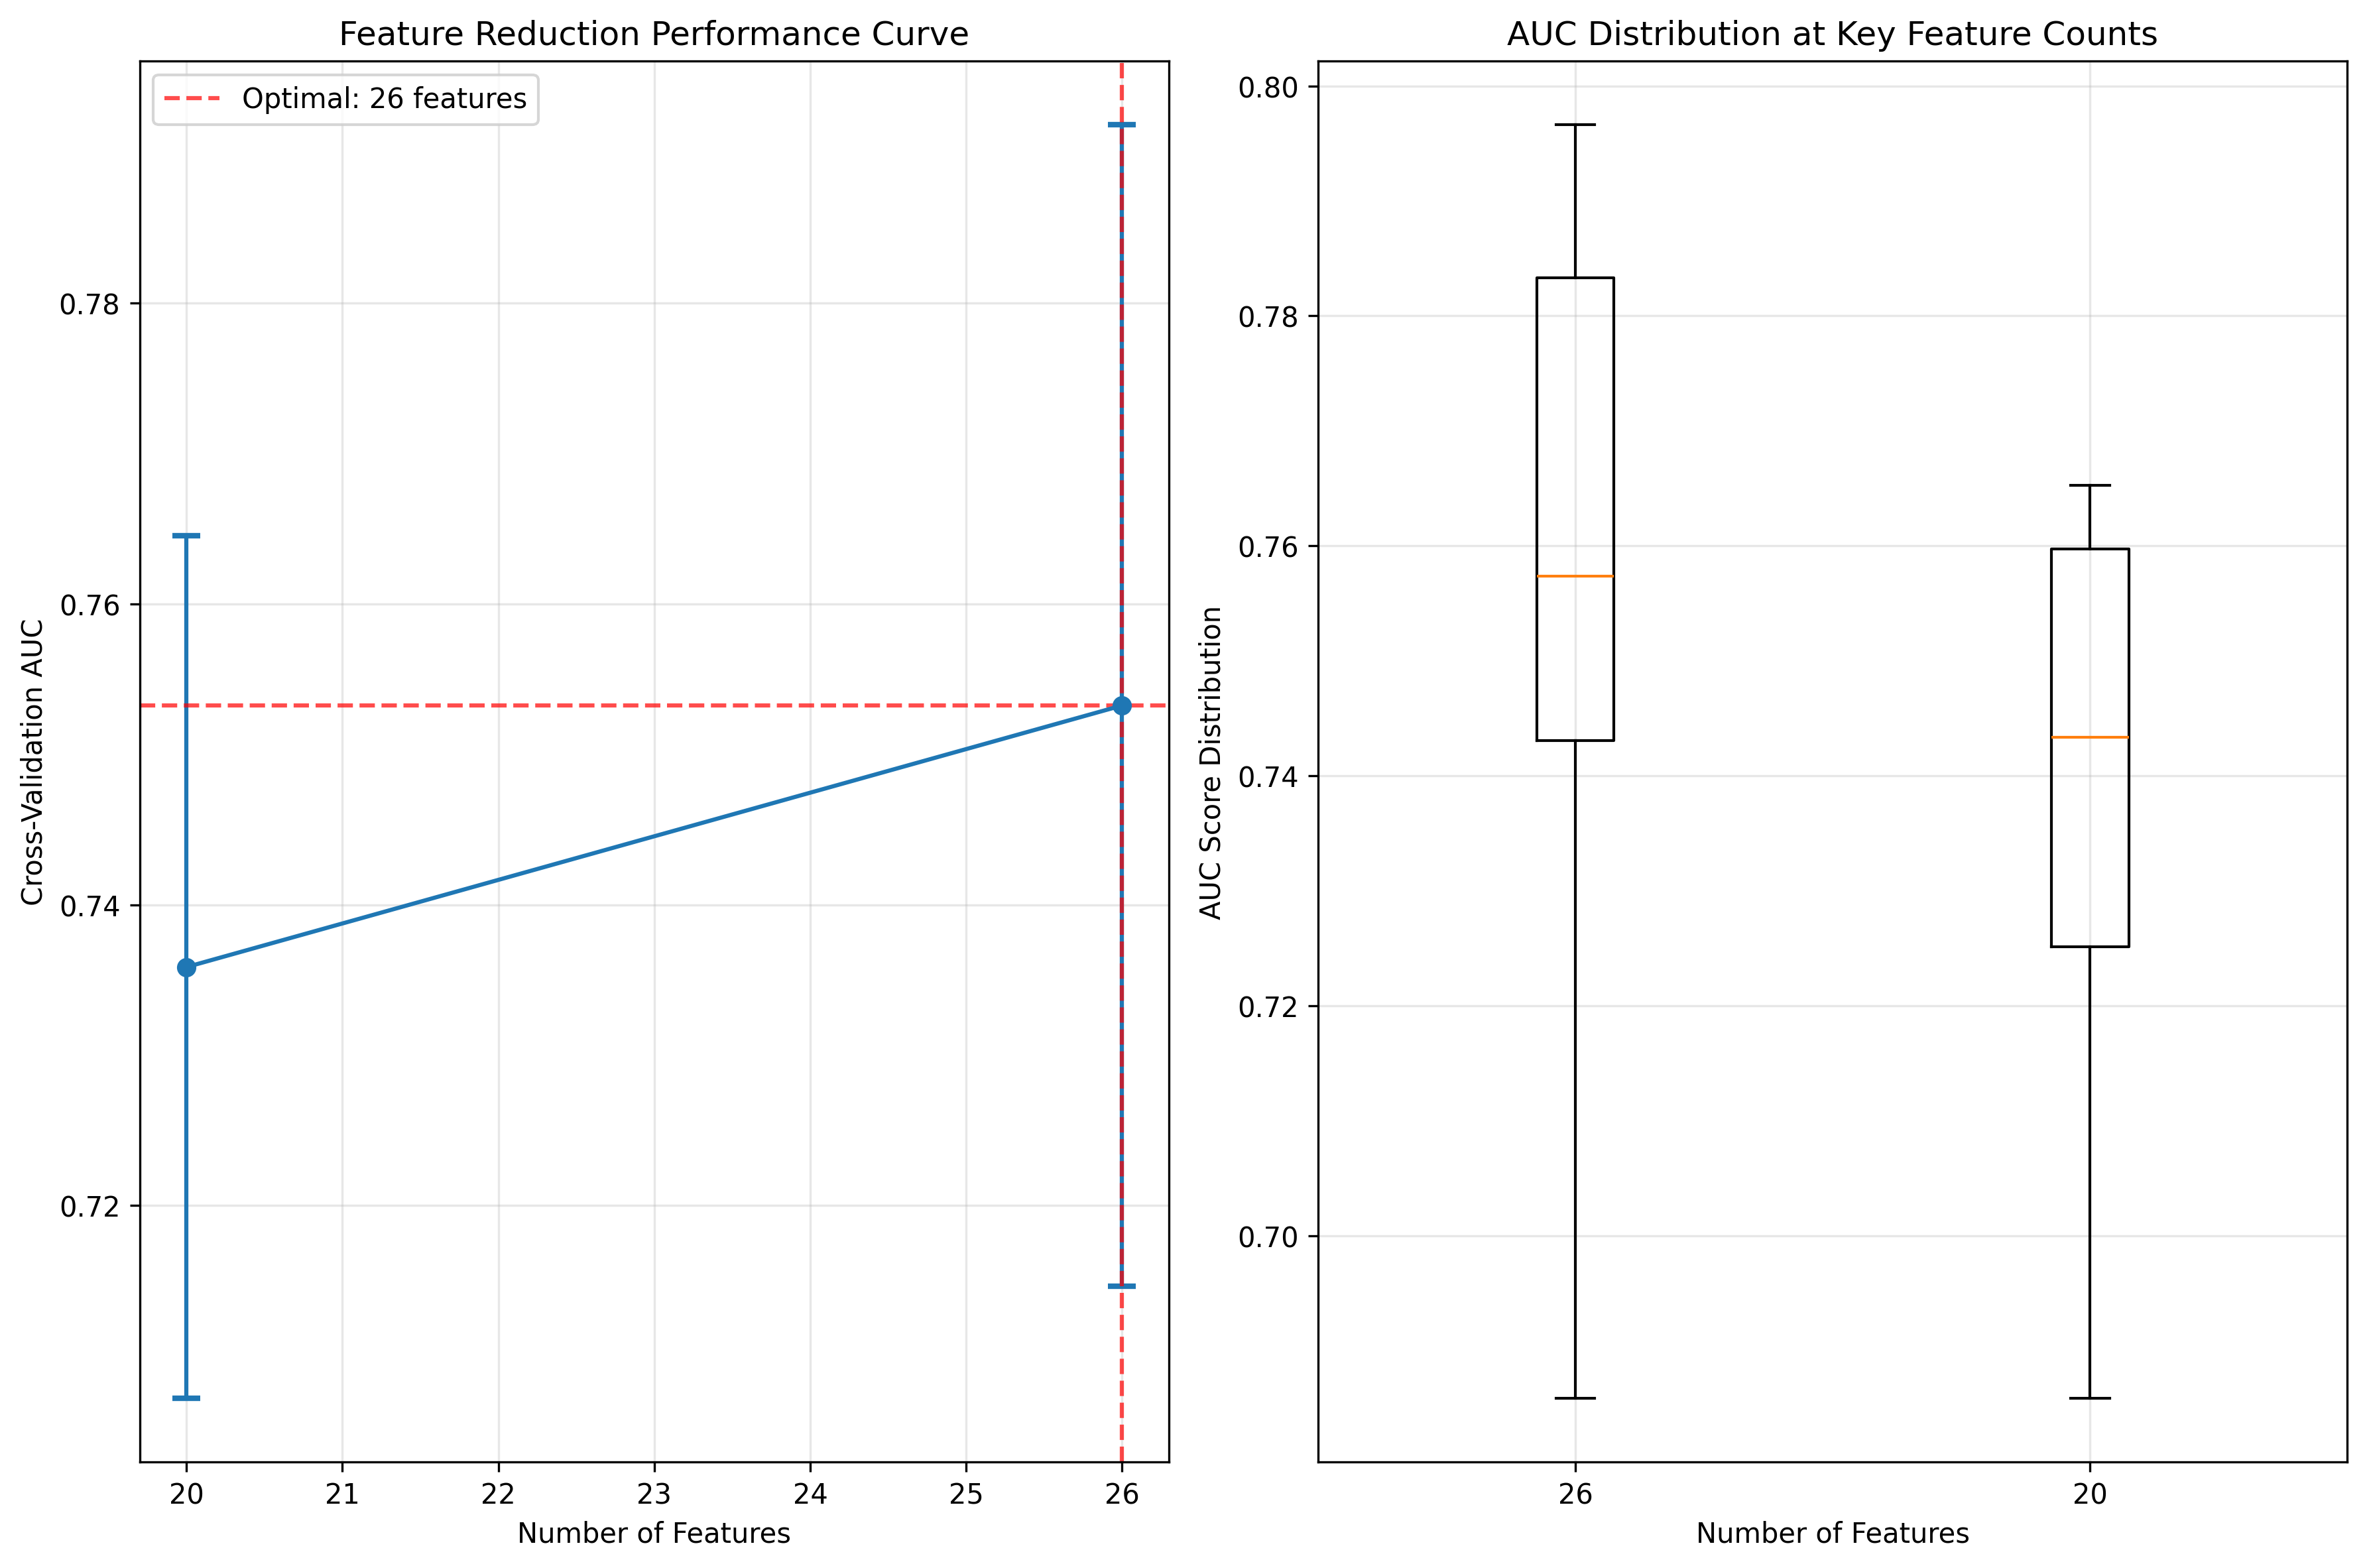 Feature Reduction Performance Curve
Optimal: 26 features
Cross-Validation AUC
0.78
0.76
0.74
0.72
20 21 22 23 24 25 26
Number of Features
AUC Distribution at Key Feature Counts
AUC Score Distribution
0.80
0.78
0.76
0.74
0.72
0.70
26 20
Number of Features